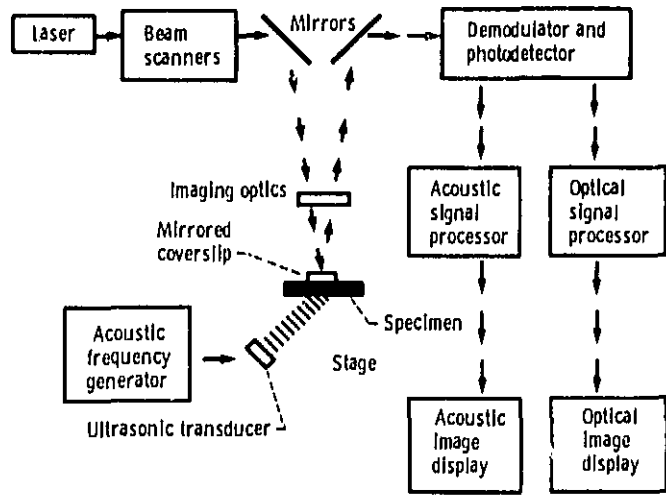 Laser
Beam
scanners
Mirrors
Demodulator and
photodetector
Imaging optics
Mirrored
coverslip
Acoustic
signal
processor
Optical
signal
processor
Specimen
Acoustic
frequency
generator
Stage
Ultrasonic transducer
Acoustic
image
display
Optical
image
display